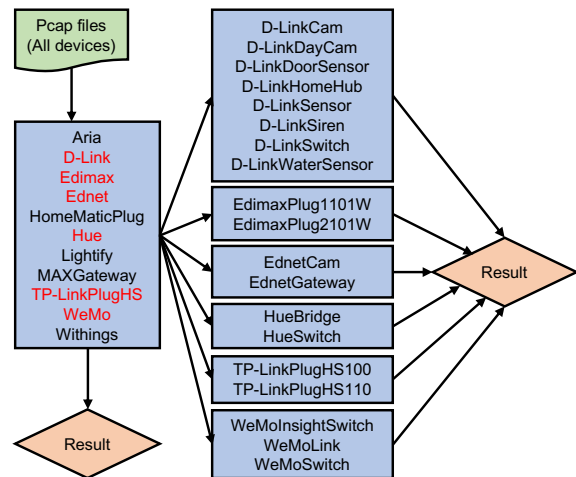 Pcap files
(All devices)
Aria
D-Link
Edimax
Ednet
HomeMaticPlug
Hue
Lightify
MAXGateway
TP-LinkPlugHS
WeMo
Withings
Result
D-LinkCam
D-LinkDayCam
D-LinkDoorSensor
D-LinkHomeHub
D-LinkSensor
D-LinkSiren
D-LinkSwitch
D-LinkWaterSensor
EdimaxPlug1101W
EdimaxPlug2101W
EdnetCam
EdnetGateway
HueBridge
HueSwitch
TP-LinkPlugHS100
TP-LinkPlugHS110
WeMoInsightSwitch
WeMoLink
WeMoSwitch
Result